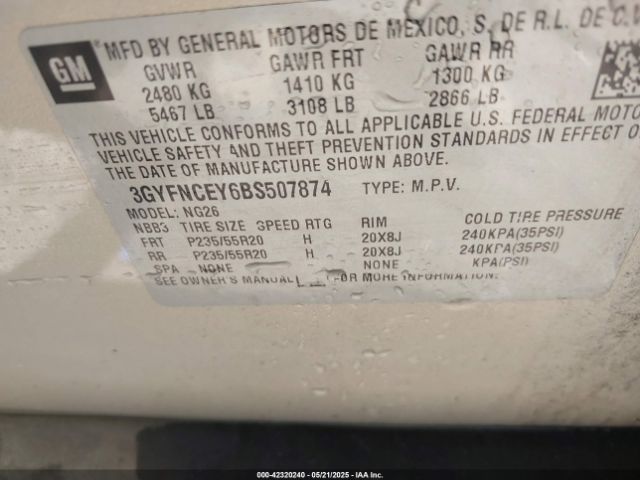 GM
MFD BY GENERAL MOTORS DE MEXICO, S. DE R.L. DE C.
GVWR GAWR FRT GAWR RR
2480 KG 1410 KG 1300 KG
5467 LB 3108 LB 2866 LB
THIS VEHICLE CONFORMS TO ALL APPLICABLE U.S. FEDERAL MOTO
VEHICLE SAFETY AND THEFT PREVENTION STANDARDS IN EFFECT
THE DATE OF MANUFACTURE SHOWN ABOVE.
3GYFNCEY6BS507874 TYPE: M.P.V.
MODEL: NG26
NBB3 TIRE SIZE SPEED RTG RIM COLD TIRE PRESSURE
FRT P235/55R20 H 20X8J 240KPA(35PSI)
RR P235/55R20 H 20X8J 240KPA(35PSI)
SPA NONE NONE KPA(PSI)
SEE OWNER'S MANUAL FOR MORE INFORMATION.
000-42320240 - 05/21/2025 - IAA Inc.